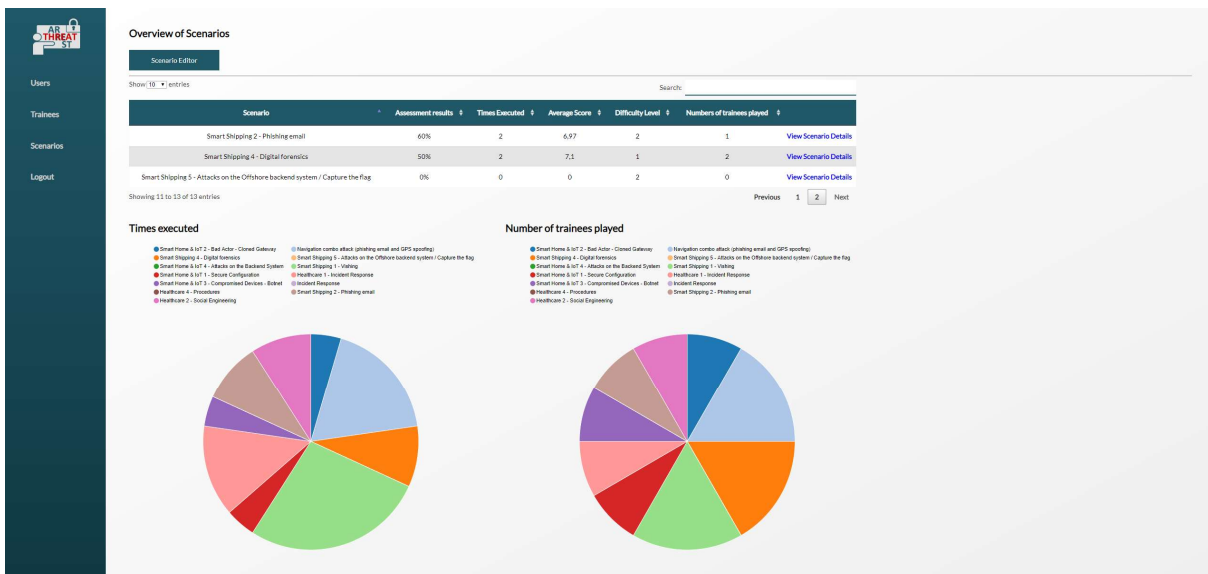 AR
THREAT
ST
Users
Trainees
Scenarios
Logout
Overview of Scenarios
Scenario Editor
Show 10 entries
Search:
Scenario Assessment results Times Executed Average Score Difficulty Level Numbers of trainees played
Smart Shipping 2 - Phishing email 60% 2 6,97 2 1 View Scenario Details
Smart Shipping 4 - Digital forensics 50% 2 7,1 1 2 View Scenario Details
Smart Shipping 5 - Attacks on the Offshore backend system / Capture the flag 0% 0 0 2 0 View Scenario Details
Showing 11 to 13 of 13 entries
Previous 1 2 Next
Times executed
Smart Home & IoT 2 - Bad Actor - Cloned Gateway Navigation combo attack (phishing email and GPS spoofing)
Smart Shipping 4 - Digital forensics Smart Shipping 5 - Attacks on the Offshore backend system / Capture the flag
Smart Home & IoT 4 - Attacks on the Backend System Smart Shipping 1 - Vishing
Smart Home & IoT 1 - Secure Configuration Healthcare 1 - Incident Response
Smart Home & IoT 3 - Compromised Devices - Botnet Incident Response
Healthcare 4 - Procedures Smart Shipping 2 - Phishing email
Healthcare 2 - Social Engineering
Number of trainees played
Smart Home & IoT 2 - Bad Actor - Cloned Gateway Navigation combo attack (phishing email and GPS spoofing)
Smart Shipping 4 - Digital forensics Smart Shipping 5 - Attacks on the Offshore backend system / Capture the flag
Smart Home & IoT 4 - Attacks on the Backend System Smart Shipping 1 - Vishing
Smart Home & IoT 1 - Secure Configuration Healthcare 1 - Incident Response
Smart Home & IoT 3 - Compromised Devices - Botnet Incident Response
Healthcare 4 - Procedures Smart Shipping 2 - Phishing email
Healthcare 2 - Social Engineering